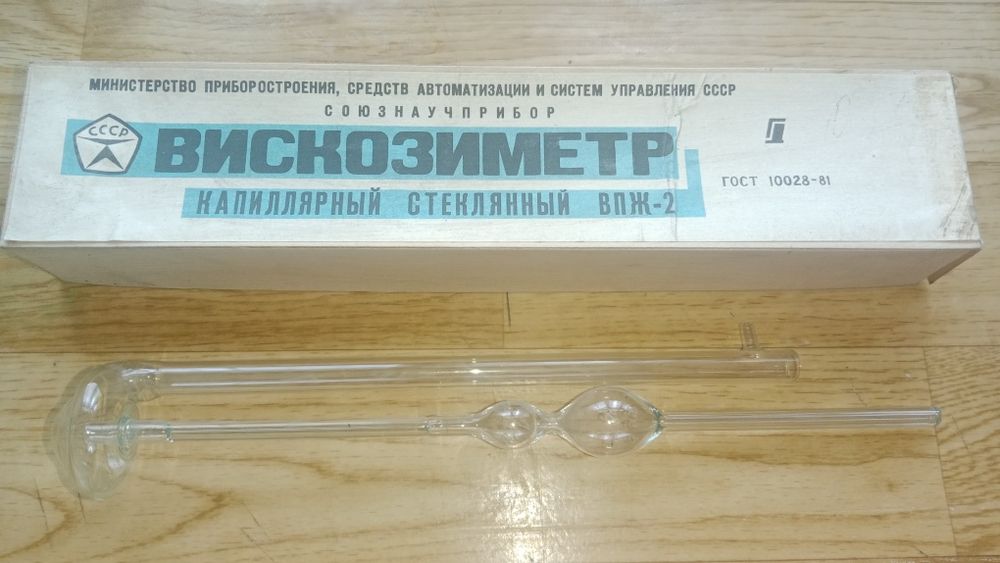 МИНИСТЕРСТВО ПРИБОРОСТРОЕНИЯ, СРЕДСТВ АВТОМАТИЗАЦИИ И СИСТЕМ УПРАВЛЕНИЯ СССР
СОЮЗНАУЧПРИБОР
СССР
ВИСКОЗИМЕТР
ГОСТ 10028-81
КАПИЛЛЯРНЫЙ СТЕКЛЯННЫЙ ВПЖ-2